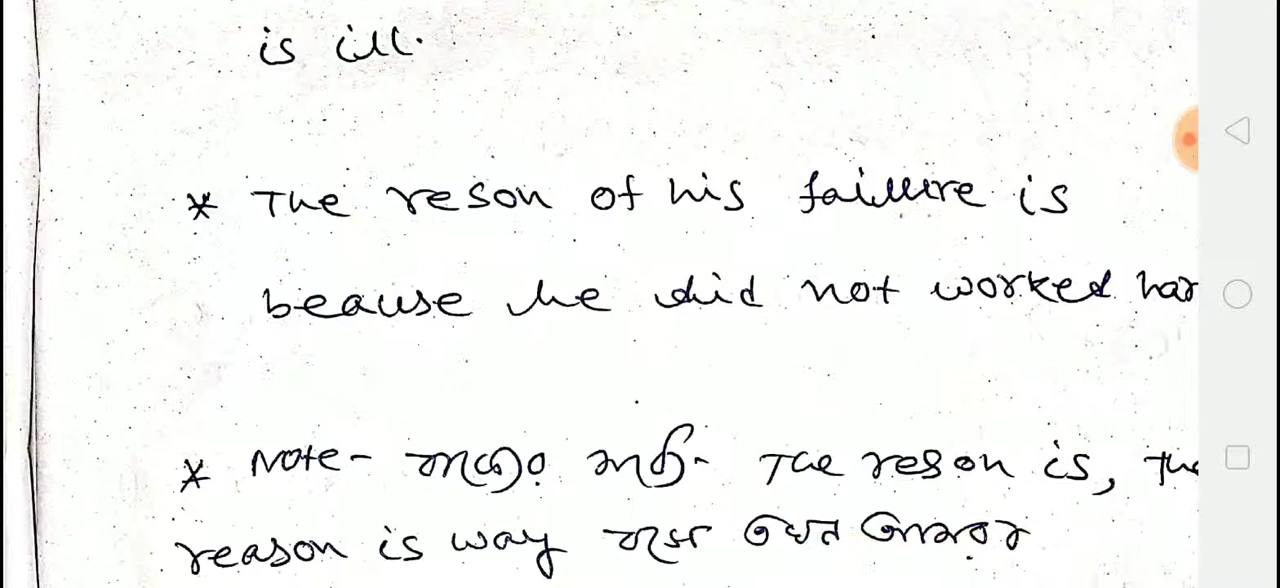 is ill.
* The reson of his failure is
beause he did not worked har
* Note- যদি The reson is, the
reason is way